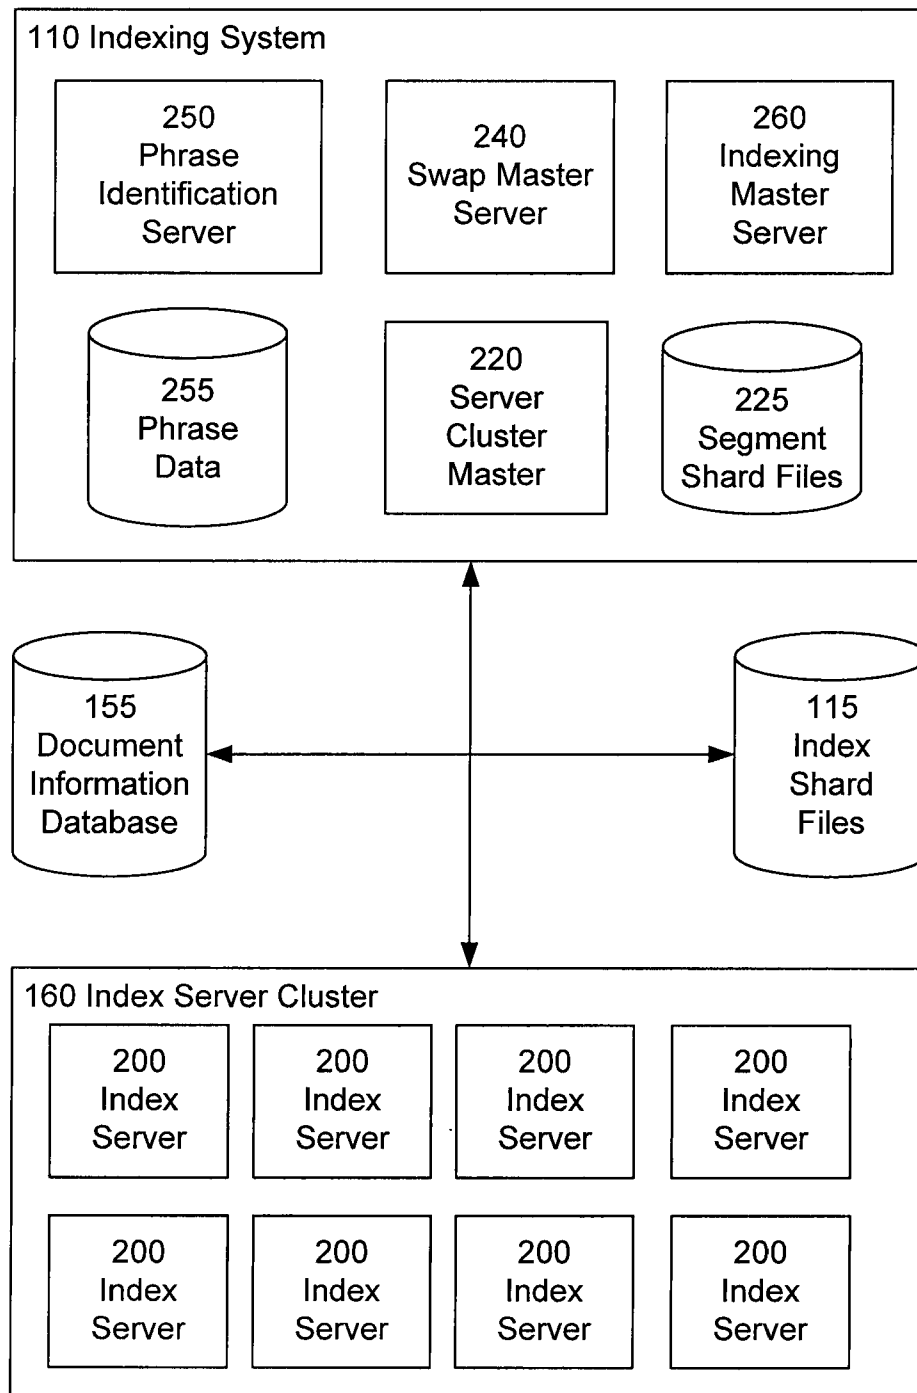 110 Indexing System
250
Phrase
Identification
Server
240
Swap Master
Server
260
Indexing
Master
Server
255
Phrase
Data
220
Server
Cluster
Master
225
Segment
Shard Files
155
Document
Information
Database
115
Index
Shard
Files
160 Index Server Cluster
200
Index
Server
200
Index
Server
200
Index
Server
200
Index
Server
200
Index
Server
200
Index
Server
200
Index
Server
200
Index
Server